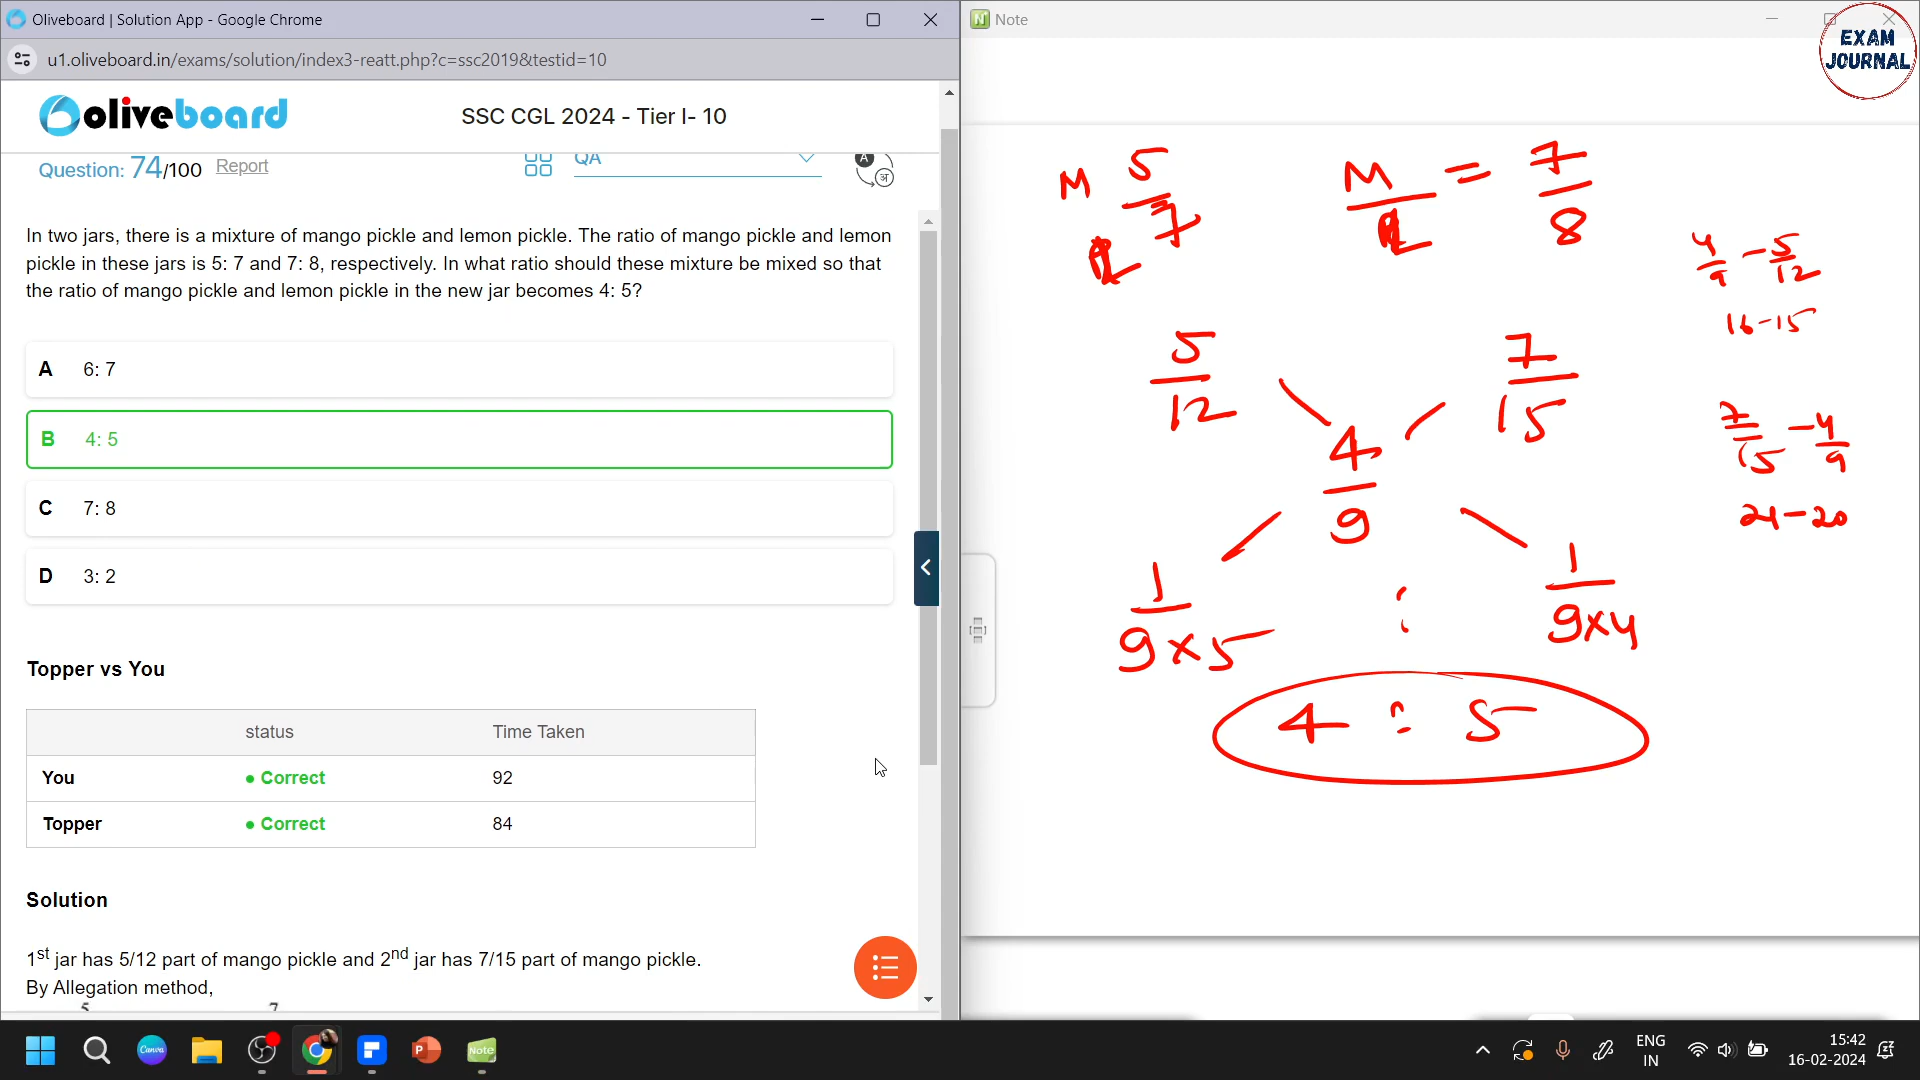 Oliveboard | Solution App - Google Chrome
u1.oliveboard.in/exams/solution/index3-reatt.php?c=ssc2019&testid=10
oliveboard
SSC CGL 2024 - Tier I- 10
Question: 74/100 Report
QA
A
अ
In two jars, there is a mixture of mango pickle and lemon pickle. The ratio of mango pickle and lemon
pickle in these jars is 5: 7 and 7: 8, respectively. In what ratio should these mixture be mixed so that
the ratio of mango pickle and lemon pickle in the new jar becomes 4: 5?
A 6: 7
B 4: 5
C 7: 8
D 3: 2
Topper vs You
status Time Taken
You Correct 92
Topper Correct 84
Solution
1st jar has 5/12 part of mango pickle and 2nd jar has 7/15 part of mango pickle.
By Allegation method,
5 7
Note
EXAM
JOURNAL
M 5/7
M/L = 7/8
4/9 - 5/12
16-15
5/12 7/15
4/9
7/15 - 4/9
21-20
1/9x5 : 1/9x4
4 : 5
Canva
Note
ENG
IN
15:42
16-02-2024